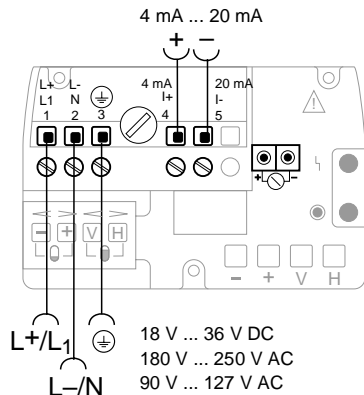 4 mA ... 20 mA
+ −
L+ L- 4 mA 20 mA
L1 N I+ I-
1 2 3 4 5
+ −
< > < >
− + V H
− + V H
L+/L1
L−/N
18 V ... 36 V DC
180 V ... 250 V AC
90 V ... 127 V AC